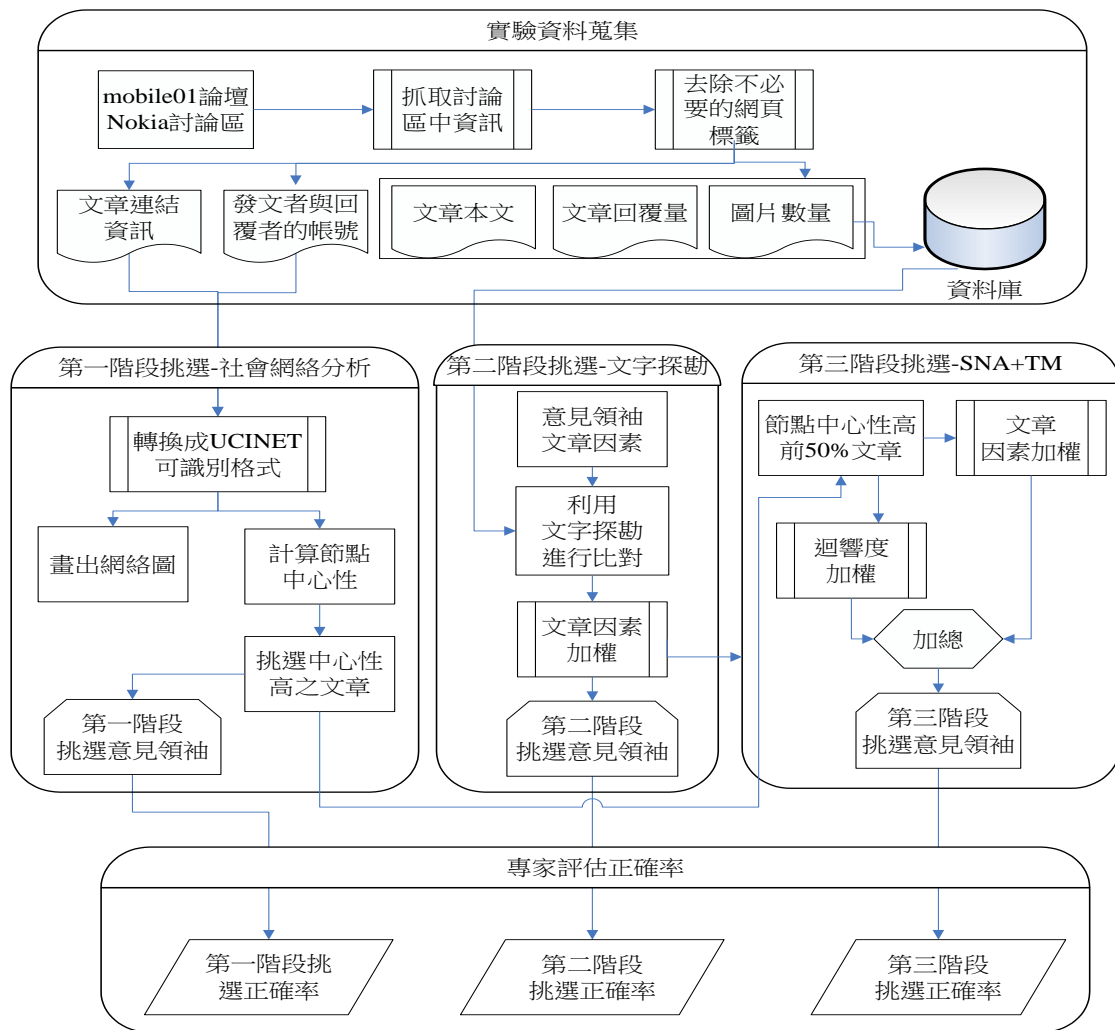 實驗資料蒐集
mobile01論壇
Nokia討論區
抓取討論
區中資訊
去除不必
要的網頁
標籤
文章連結
資訊
發文者與回
覆者的帳號
文章本文
文章回覆量
圖片數量
資料庫
第一階段挑選-社會網絡分析
轉換成UCINET
可識別格式
畫出網絡圖
計算節點
中心性
挑選中心性
高之文章
第一階段
挑選意見領袖
第二階段挑選-文字探勘
意見領袖
文章因素
利用
文字探勘
進行比對
文章因素
加權
第二階段
挑選意見領袖
第三階段挑選-SNA+TM
節點中心性高
前50%文章
文章
因素加權
迴響度
加權
加總
第三階段
挑選意見領袖
專家評估正確率
第一階段挑
選正確率
第二階段
挑選正確率
第三階段
挑選正確率